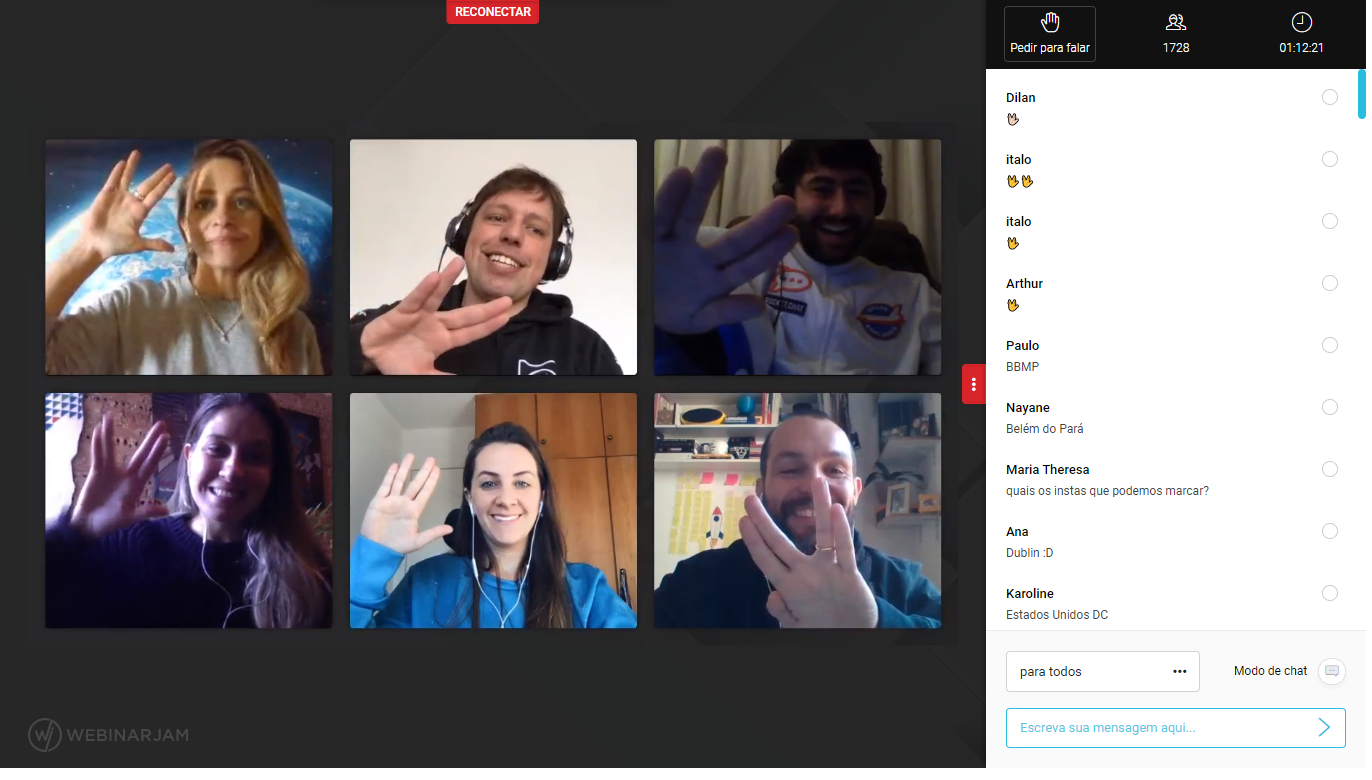 RECONECTAR
Pedir para falar
1728
01:12:21
Dilan
🖖🏻
italo
🖖🖖
italo
🖖
Arthur
🖖
Paulo
BBMP
Nayane
Belém do Pará
Maria Theresa
quais os instas que podemos marcar?
Ana
Dublin :D
Karoline
Estados Unidos DC
para todos
•••
Modo de chat
Escreva sua mensagem aqui...
WEBINARJAM